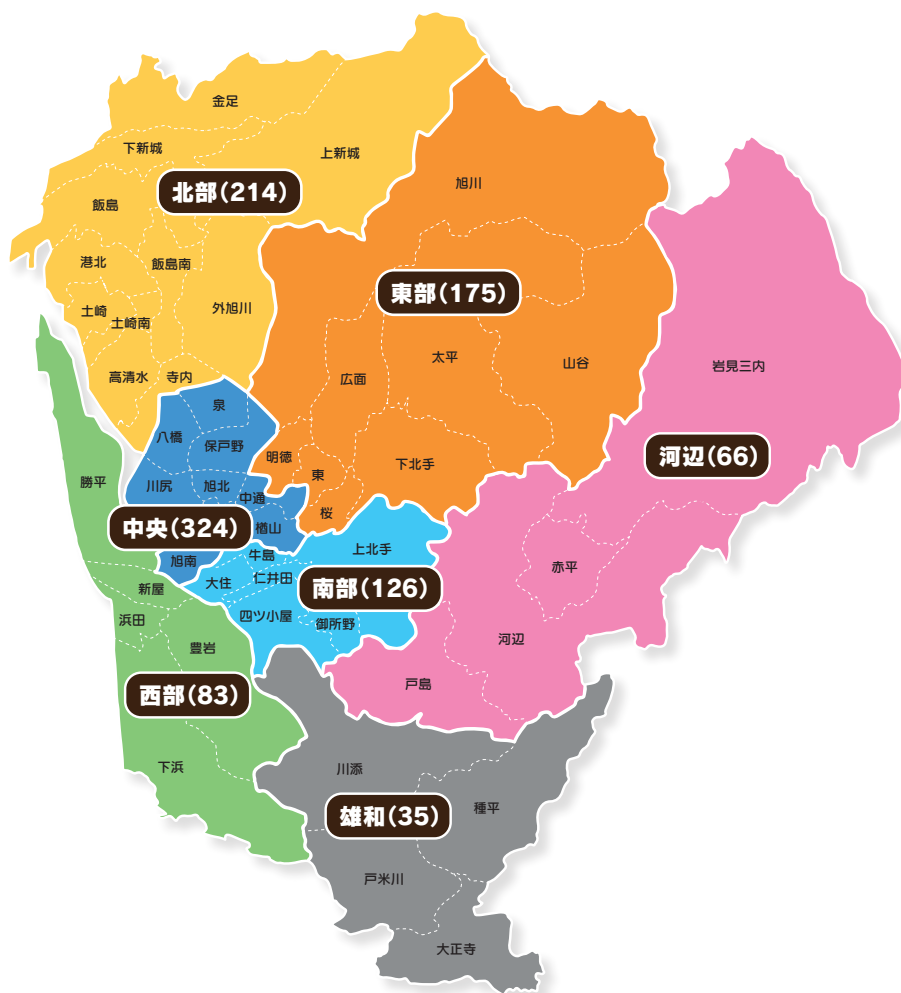 金足
下新城
上新城
北部(214)
飯島
港北
飯島南
土崎
土崎南
外旭川
高清水
寺内
旭川
東部(175)
太平
山谷
広面
明徳
東
下北手
桜
岩見三内
河辺(66)
赤平
河辺
戸島
泉
八橋
保戸野
川尻
旭北
中通
中央(324)
楢山
旭南
牛島
上北手
大住
仁井田
南部(126)
四ツ小屋
御所野
勝平
新屋
浜田
豊岩
西部(83)
下浜
川添
雄和(35)
種平
戸米川
大正寺